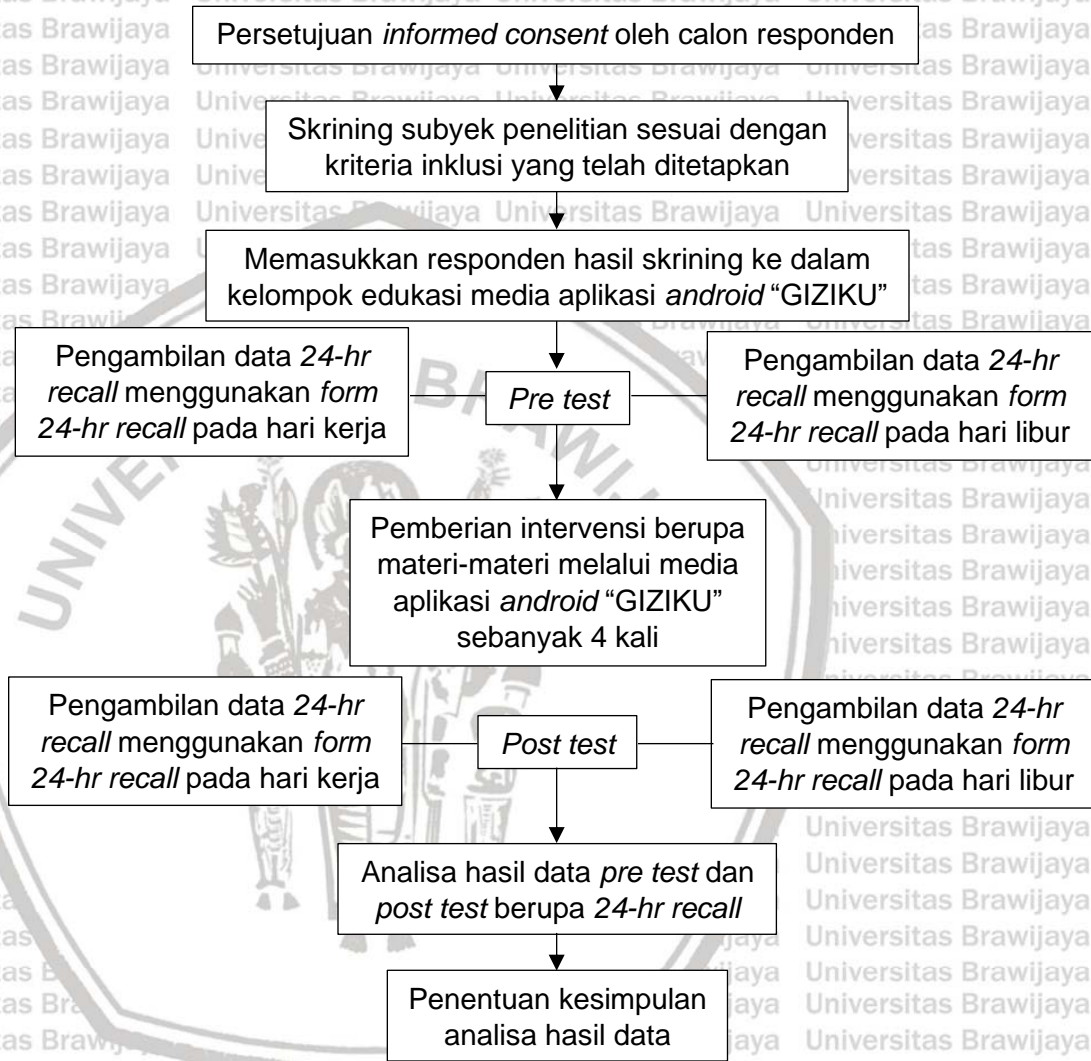 Persetujuan informed consent oleh calon responden
Skrining subyek penelitian sesuai dengan
kriteria inklusi yang telah ditetapkan
Memasukkan responden hasil skrining ke dalam
kelompok edukasi media aplikasi android “GIZIKU”
Pengambilan data 24-hr
recall menggunakan form
24-hr recall pada hari kerja
Pre test
Pengambilan data 24-hr
recall menggunakan form
24-hr recall pada hari libur
Pemberian intervensi berupa
materi-materi melalui media
aplikasi android “GIZIKU”
sebanyak 4 kali
Pengambilan data 24-hr
recall menggunakan form
24-hr recall pada hari kerja
Post test
Pengambilan data 24-hr
recall menggunakan form
24-hr recall pada hari libur
Analisa hasil data pre test dan
post test berupa 24-hr recall
Penentuan kesimpulan
analisa hasil data
Universitas Brawijaya